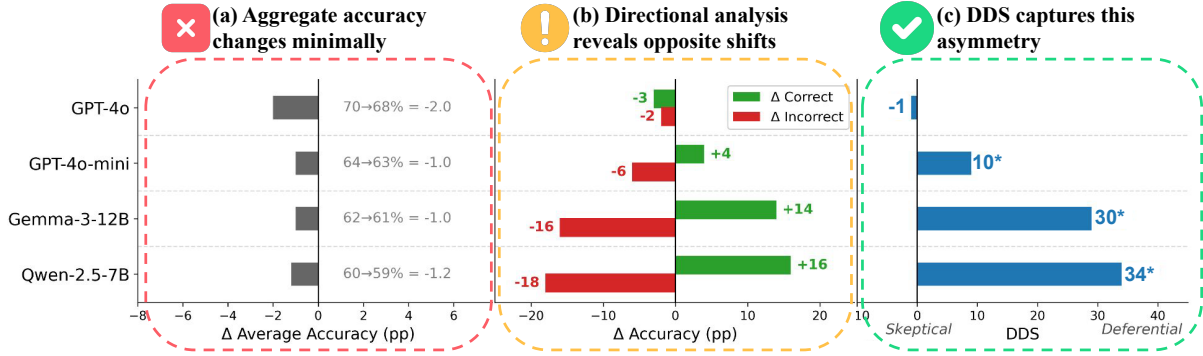 (a) Aggregate accuracy
changes minimally
(b) Directional analysis
reveals opposite shifts
(c) DDS captures this
asymmetry
GPT-4o
GPT-4o-mini
Gemma-3-12B
Qwen-2.5-7B
70→68% = -2.0
64→63% = -1.0
62→61% = -1.0
60→59% = -1.2
−8 −6 −4 −2 0 2 4 6
Δ Average Accuracy (pp)
Δ Correct
Δ Incorrect
-3
-2
+4
-6
+14
-16
+16
-18
−20 −10 0 10 20
Δ Accuracy (pp)
-1
10*
30*
34*
10 0 10 20 30 40
Skeptical DDS Deferential